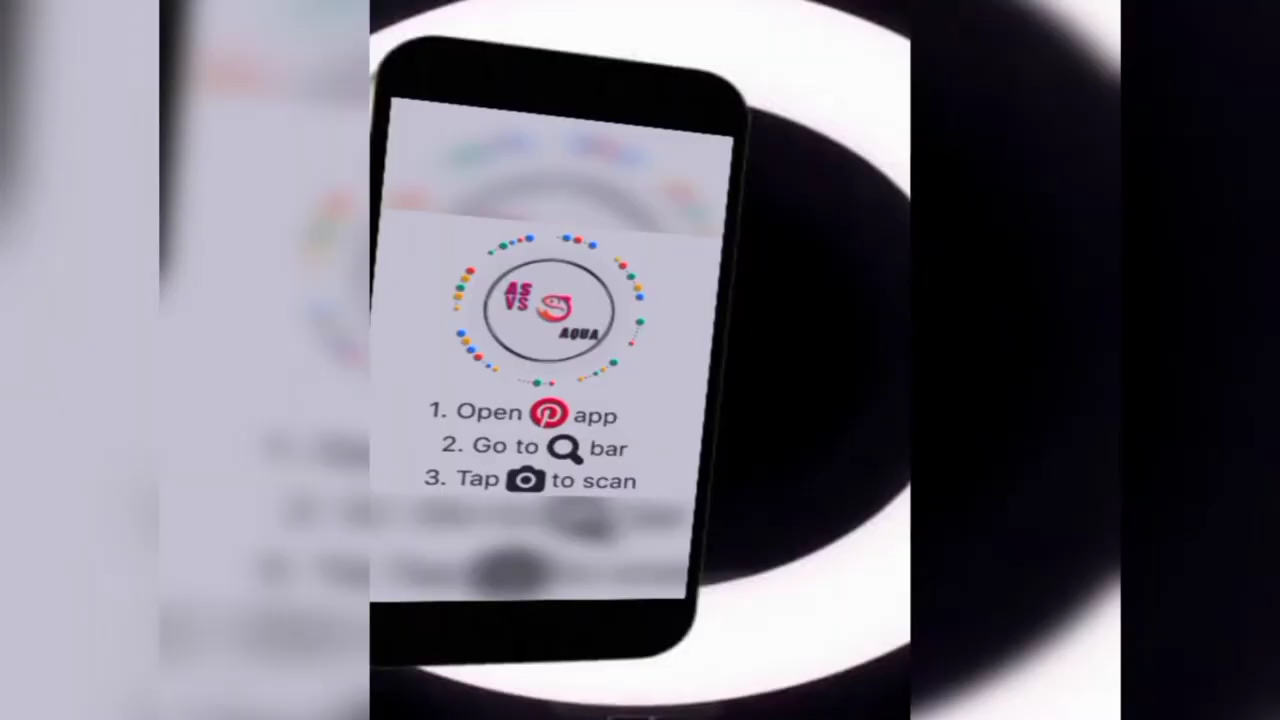 AS
VS
AQUA
1. Open app
2. Go to bar
3. Tap to scan